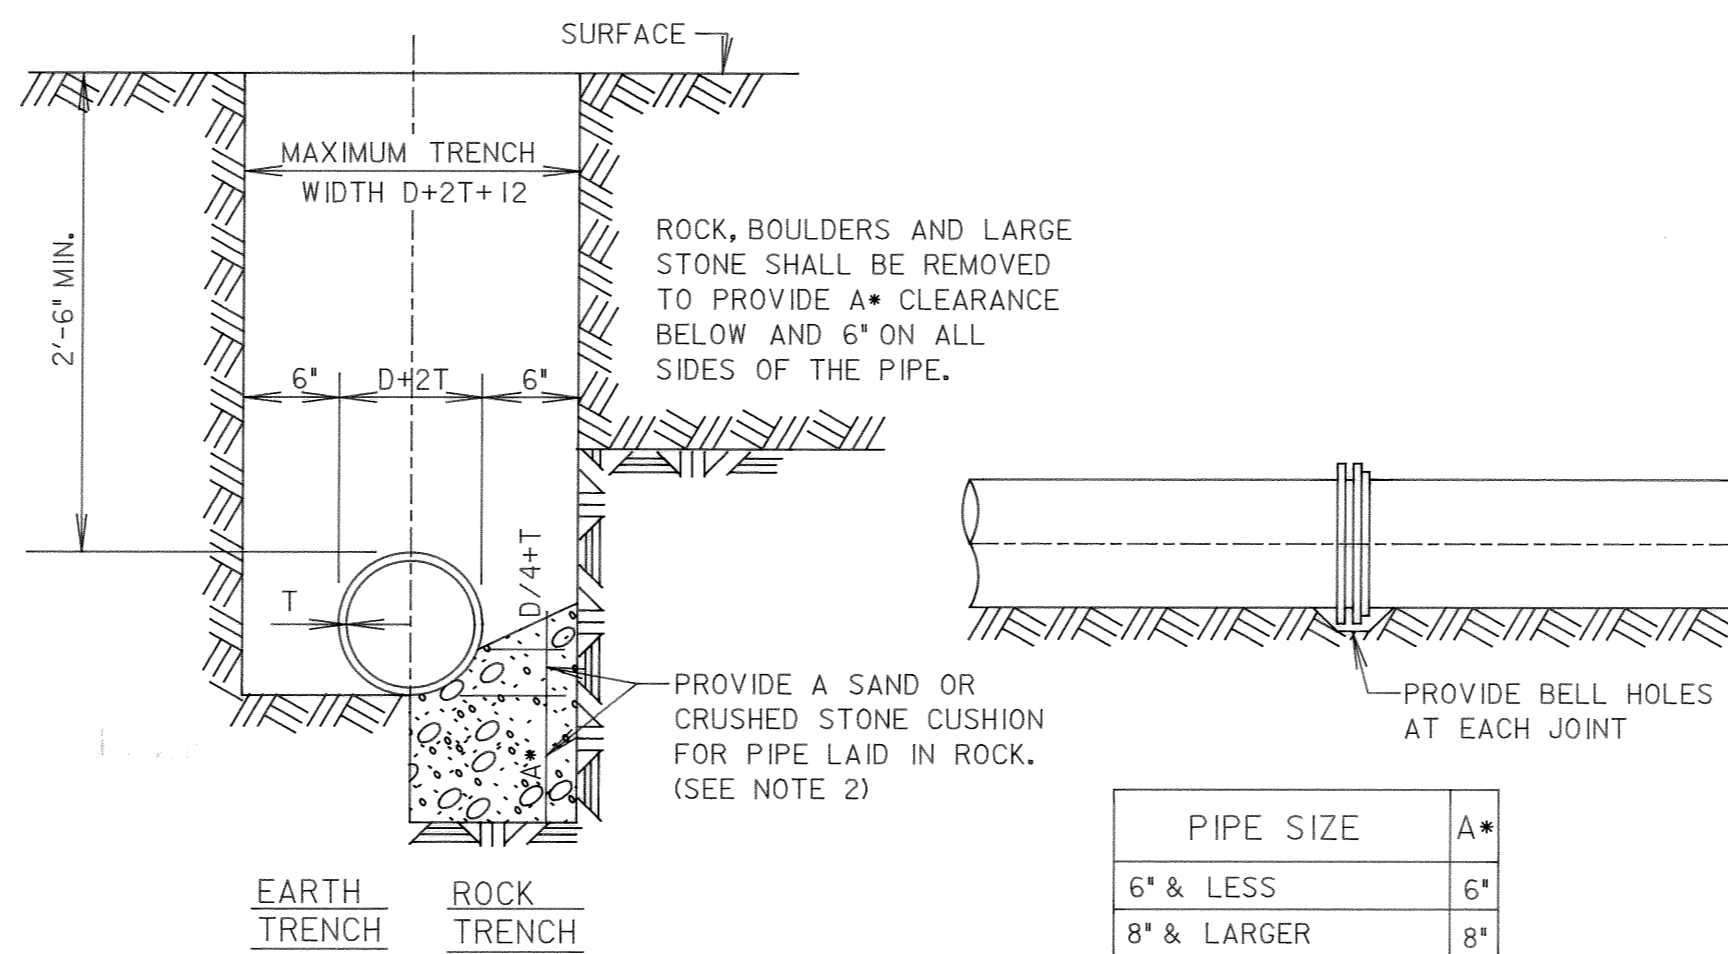 SURFACE
MAXIMUM TRENCH
WIDTH D+2T+12
2'-6" MIN.
ROCK, BOULDERS AND LARGE
STONE SHALL BE REMOVED
TO PROVIDE A* CLEARANCE
BELOW AND 6" ON ALL
SIDES OF THE PIPE.
6" D+2T 6"
D/4+T
T
A*
PROVIDE A SAND OR
CRUSHED STONE CUSHION
FOR PIPE LAID IN ROCK.
(SEE NOTE 2)
PROVIDE BELL HOLES
AT EACH JOINT
EARTH
TRENCH
ROCK
TRENCH
PIPE SIZE A*
6" & LESS 6"
8" & LARGER 8"